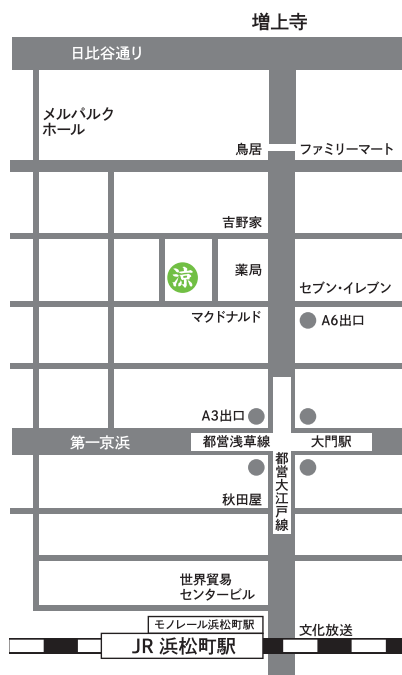 増上寺
日比谷通り
メルパルク
ホール
鳥居
ファミリーマート
吉野家
涼
薬局
セブン・イレブン
マクドナルド
A6出口
A3出口
第一京浜
都営浅草線
大門駅
都営大江戸線
秋田屋
世界貿易
センタービル
モノレール浜松町駅
文化放送
JR 浜松町駅